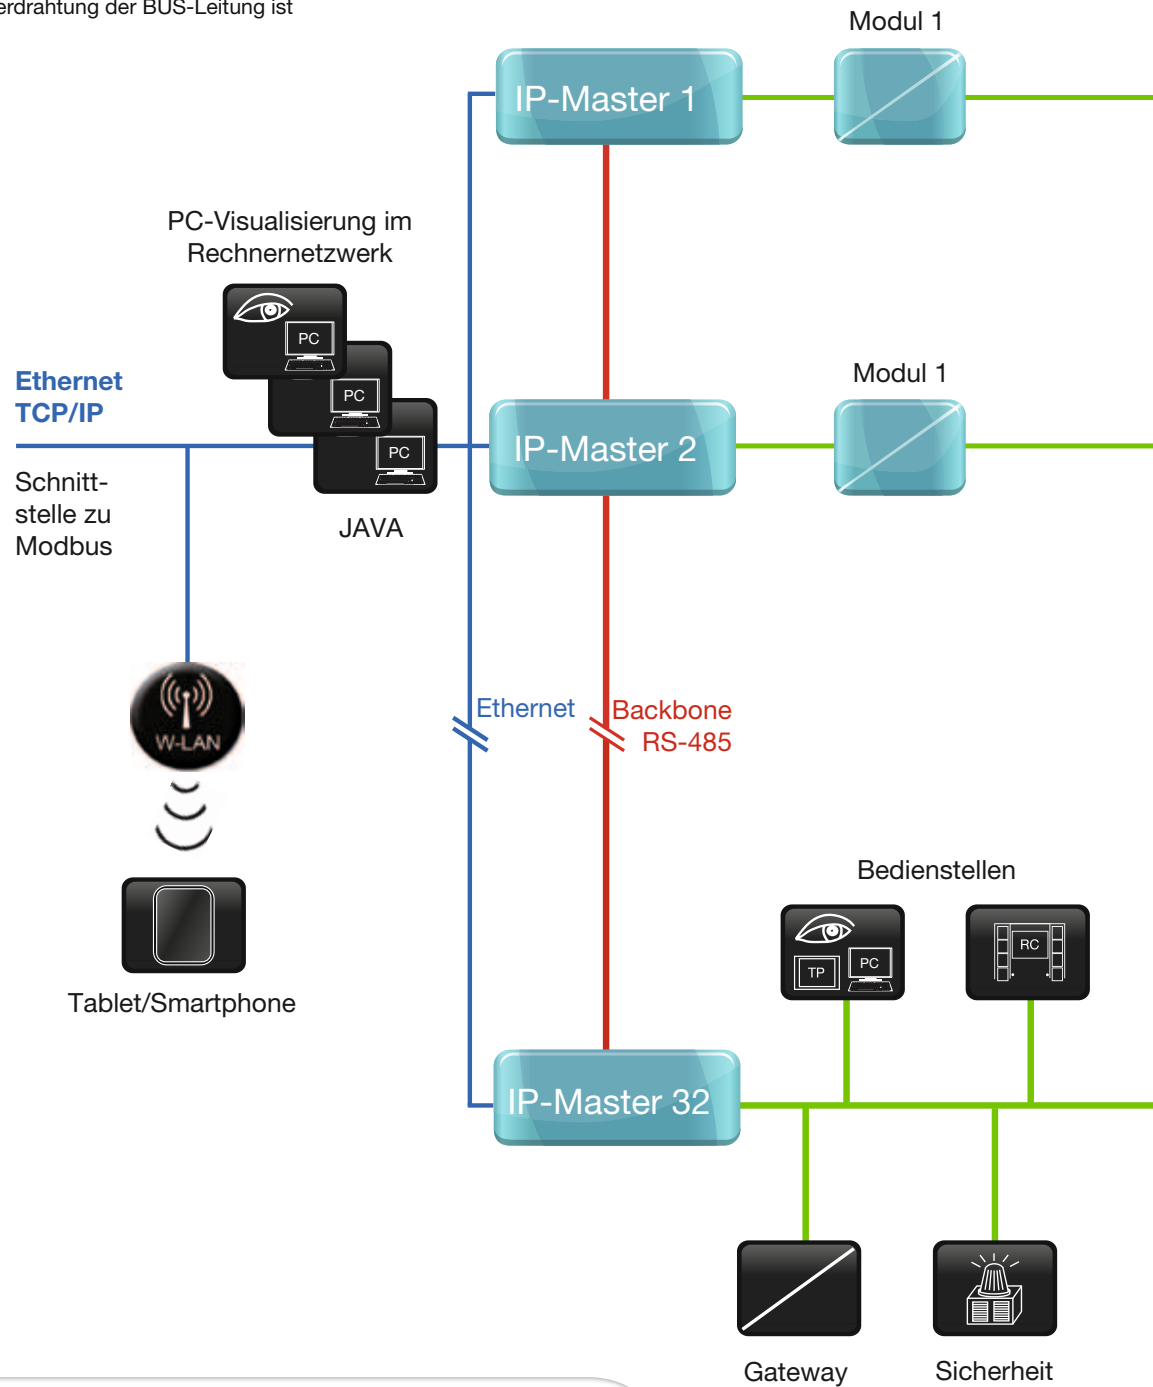 erdrahtung der BUS-Leitung ist
Modul 1
IP-Master 1
PC-Visualisierung im
Rechnernetzwerk
PC
PC
PC
JAVA
Ethernet
TCP/IP
Schnitt-
stelle zu
Modbus
Modul 1
IP-Master 2
W-LAN
Ethernet
Backbone
RS-485
Tablet/Smartphone
Bedienstellen
TP
PC
RC
IP-Master 32
Gateway
Sicherheit